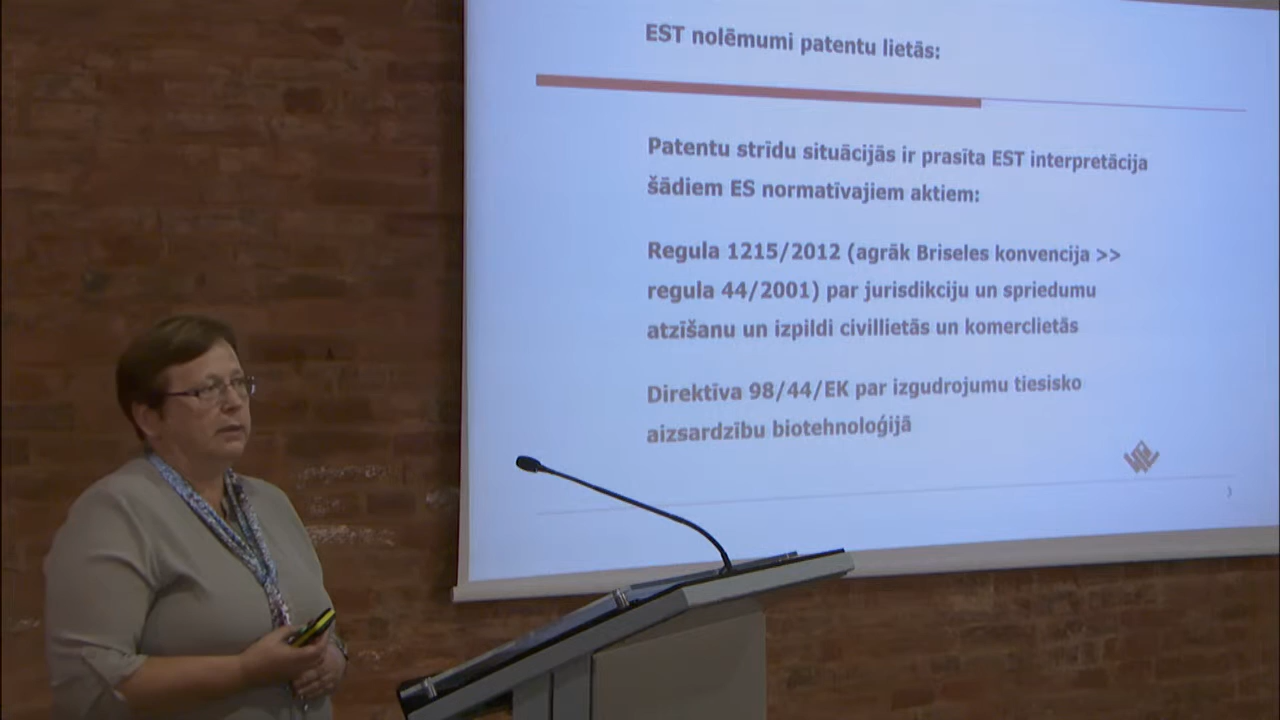 EST nolēmumi patentu lietās:
Patentu strīdu situācijās ir prasīta EST interpretācija
šādiem ES normatīvajiem aktiem:
Regula 1215/2012 (agrāk Briseles konvencija >>
regula 44/2001) par jurisdikciju un spriedumu
atzīšanu un izpildi civillietās un komerclietās
Direktīva 98/44/EK par izgudrojumu tiesisko
aizsardzību biotehnoloģijā